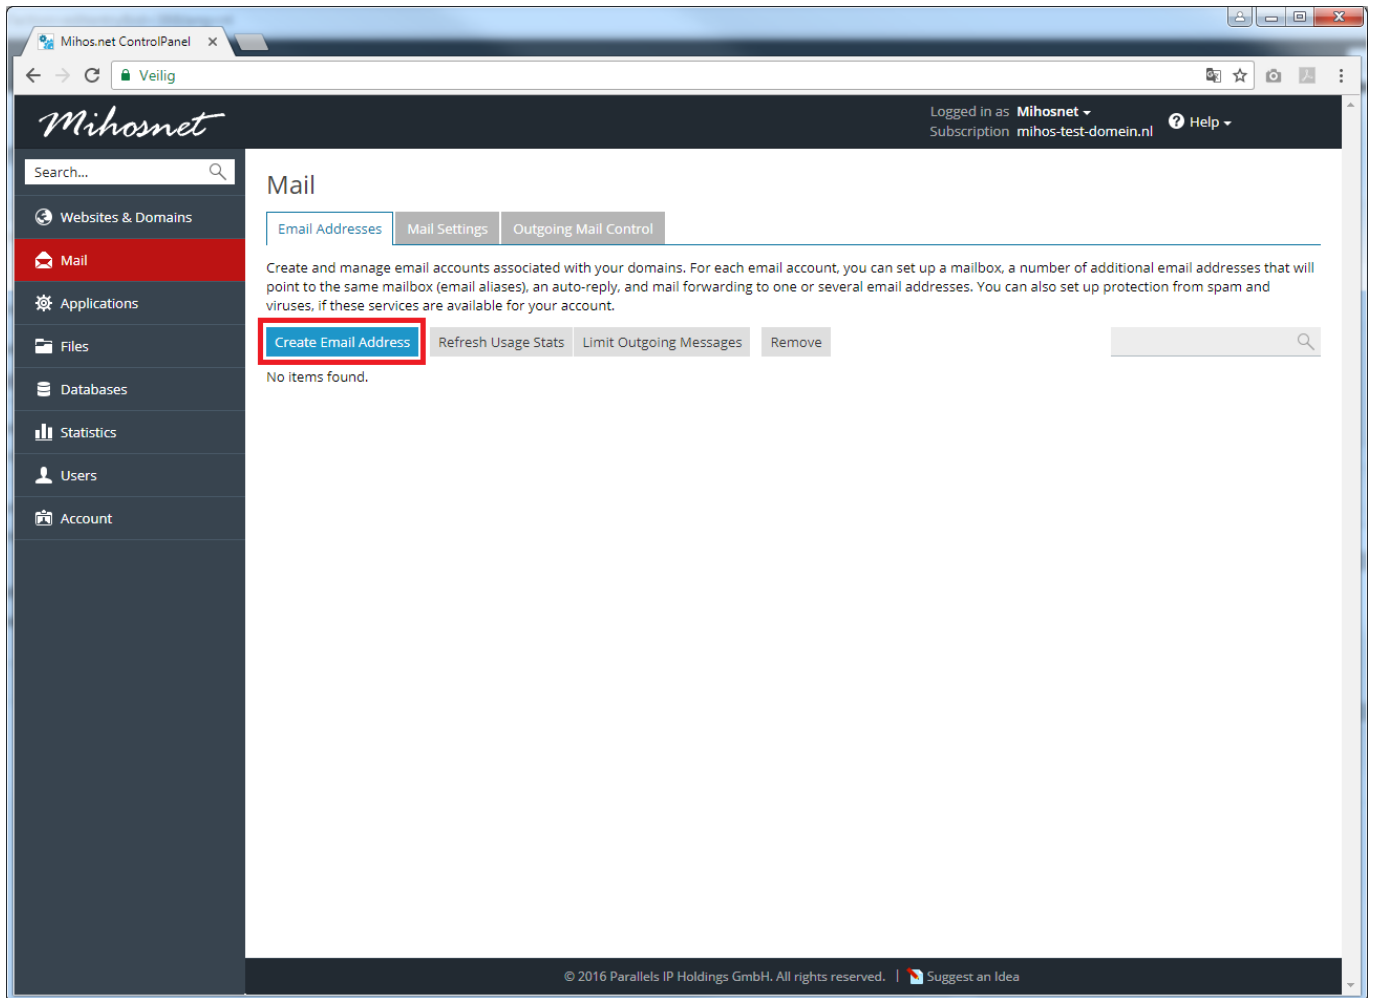 Mihos.net ControlPanel
Veilig
Mihosnet
Logged in as Mihosnet
Subscription mihos-test-domein.nl
Help
Search...
Websites & Domains
Mail
Applications
Files
Databases
Statistics
Users
Account
Mail
Email Addresses
Mail Settings
Outgoing Mail Control
Create and manage email accounts associated with your domains. For each email account, you can set up a mailbox, a number of additional email addresses that will
point to the same mailbox (email aliases), an auto-reply, and mail forwarding to one or several email addresses. You can also set up protection from spam and
viruses, if these services are available for your account.
Create Email Address
Refresh Usage Stats
Limit Outgoing Messages
Remove
No items found.
© 2016 Parallels IP Holdings GmbH. All rights reserved. | Suggest an Idea